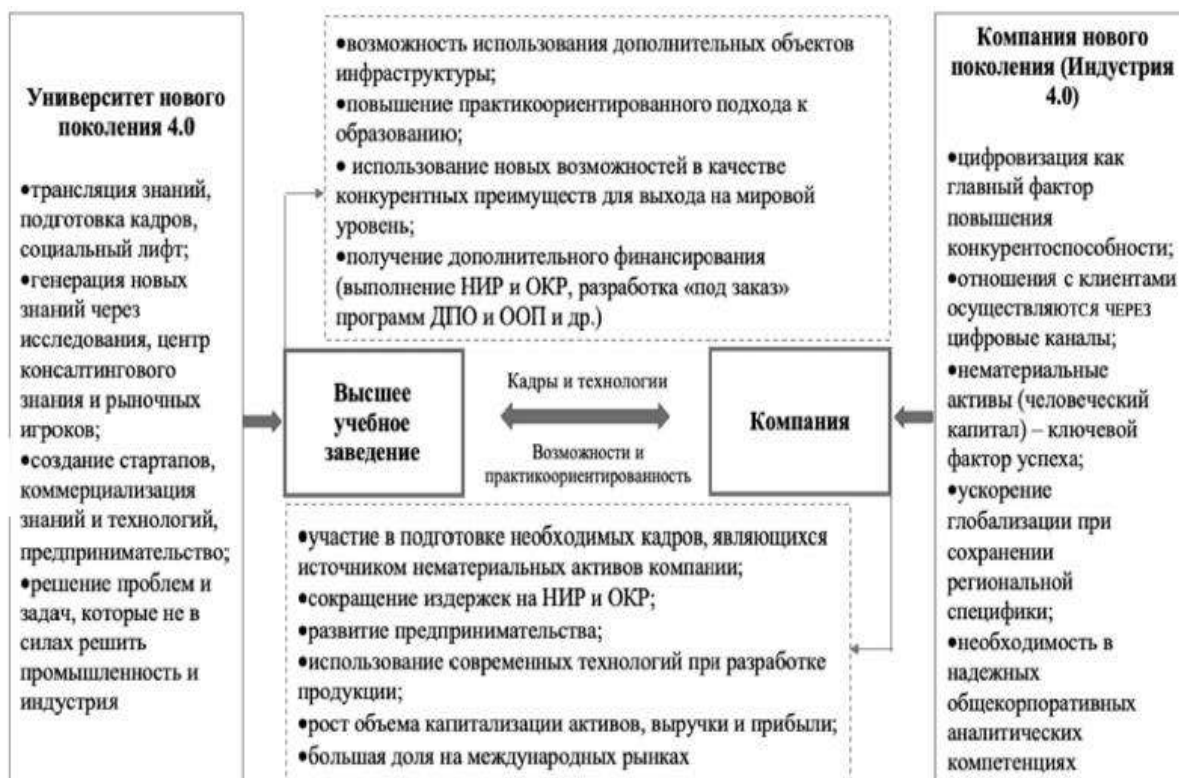 Университет нового
поколения 4.0
•трансляция знаний,
подготовка кадров,
социальный лифт;
•генерация новых
знаний через
исследования, центр
консалтингового
знания и рыночных
игроков;
•создание стартапов,
коммерциализация
знаний и технологий,
предпринимательство;
•решение проблем и
задач, которые не в
силах решить
промышленность и
индустрия
•возможность использования дополнительных объектов
инфраструктуры;
•повышение практикоориентированного подхода к
образованию;
• использование новых возможностей в качестве
конкурентных преимуществ для выхода на мировой
уровень;
•получение дополнительного финансирования
(выполнение НИР и ОКР, разработка «под заказ»
программ ДПО и ООП и др.)
Высшее
учебное
заведение
Кадры и технологии
Возможности и
практикоориентированность
Компания
•участие в подготовке необходимых кадров, являющихся
источником нематериальных активов компании;
•сокращение издержек на НИР и ОКР;
•развитие предпринимательства;
•использование современных технологий при разработке
продукции;
•рост объема капитализации активов, выручки и прибыли;
•большая доля на международных рынках
Компания нового
поколения (Индустрия
4.0)
•цифровизация как
главный фактор
повышения
конкурентоспособности;
•отношения с клиентами
осуществляются ЧЕРЕЗ
цифровые каналы;
•нематериальные
активы (человеческий
капитал) – ключевой
фактор успеха;
•ускорение
глобализации при
сохранении
региональной
специфики;
•необходимость в
надежных
общекорпоративных
аналитических
компетенциях